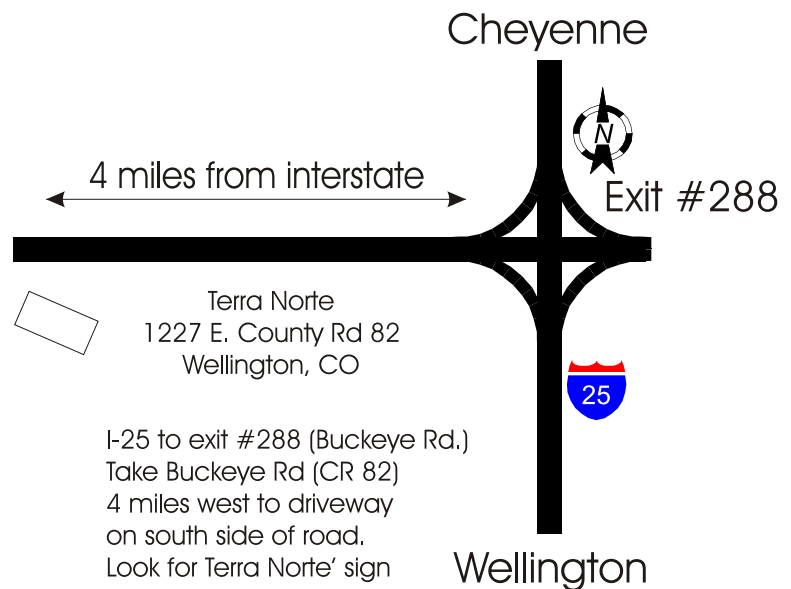 Cheyenne
N
4 miles from interstate
Exit #288
Terra Norte
1227 E. County Rd 82
Wellington, CO
25
I-25 to exit #288 (Buckeye Rd.)
Take Buckeye Rd (CR 82)
4 miles west to driveway
on south side of road.
Look for Terra Norte' sign
Wellington